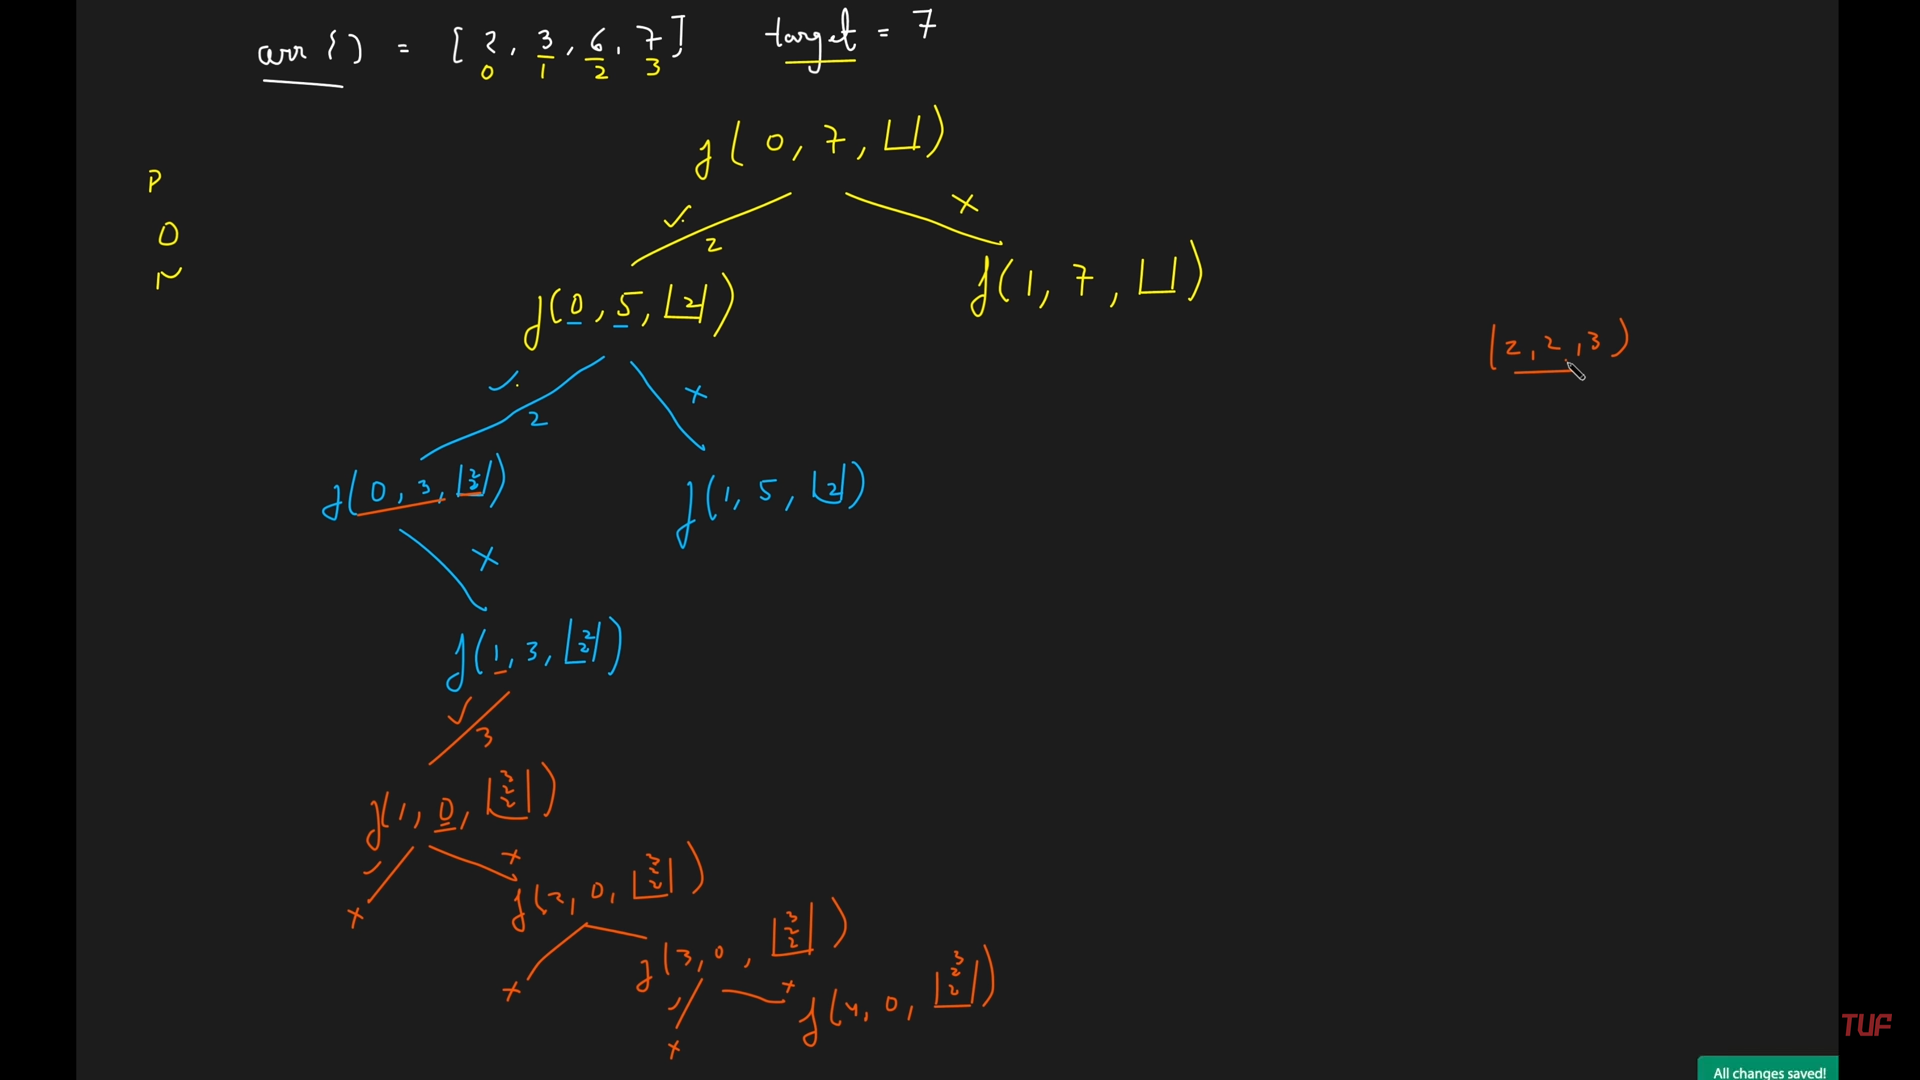 arr { ) = [ 2, 3, 6, 7 ] target = 7
0 1 2 3
f( 0, 7, ⌊⌋ )
P
O
✓ 2 ×
f( 0, 5, ⌊2⌋ ) f( 1, 7, ⌊⌋ )
( 2, 2, 3 )
✓ 2 ×
f( 0, 3, ⌊2 2⌋ ) f( 1, 5, ⌊2⌋ )
×
f( 1, 3, ⌊2 2⌋ )
✓ 3
f( 1, 0, ⌊3 2 2⌋ )
✓ ×
× f( 2, 0, ⌊3 2 2⌋ )
× f( 3, 0, ⌊3 2 2⌋ )
✓ ×
× f( 4, 0, ⌊3 2 2⌋ )
TUF
All changes saved!